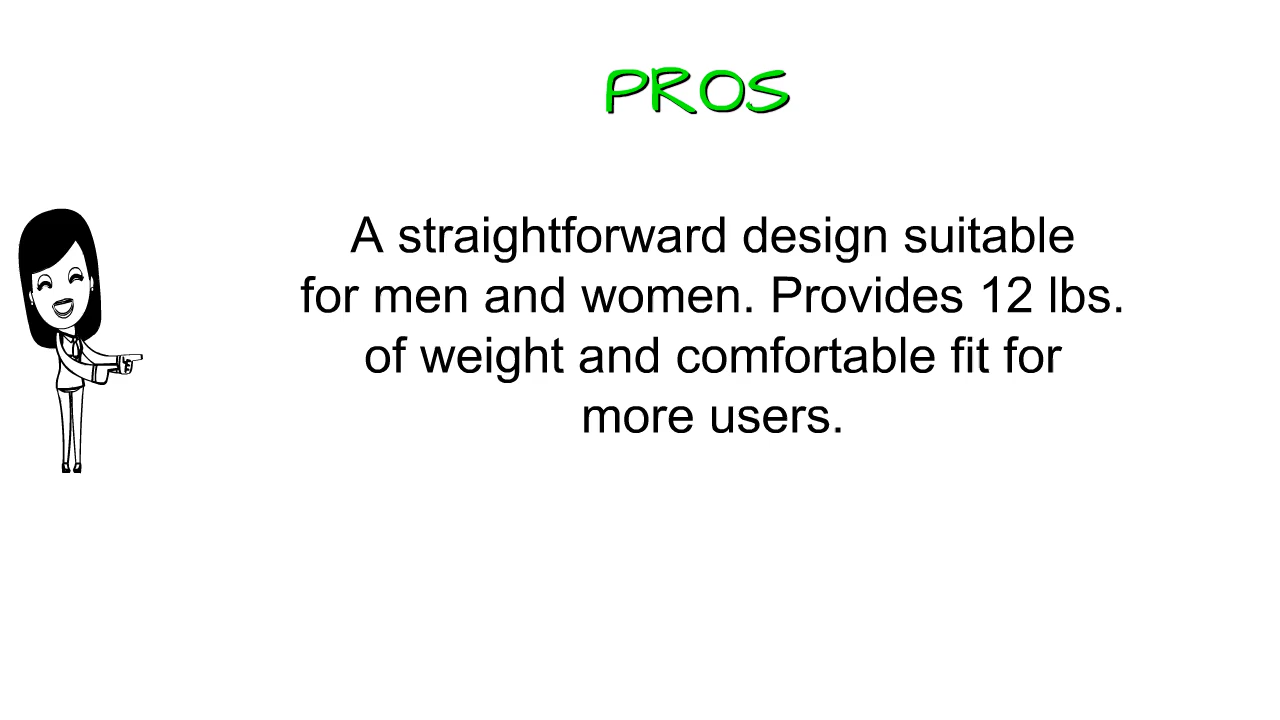 PROS
A straightforward design suitable
for men and women. Provides 12 lbs.
of weight and comfortable fit for
more users.